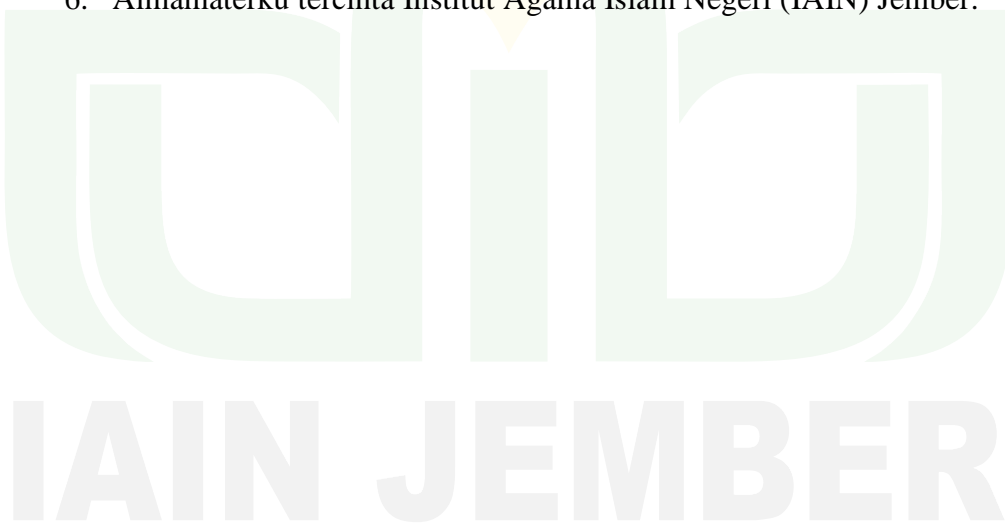 6. Almamaterku tercinta Institut Agama Islam Negeri (IAIN) Jember.
IAIN JEMBER